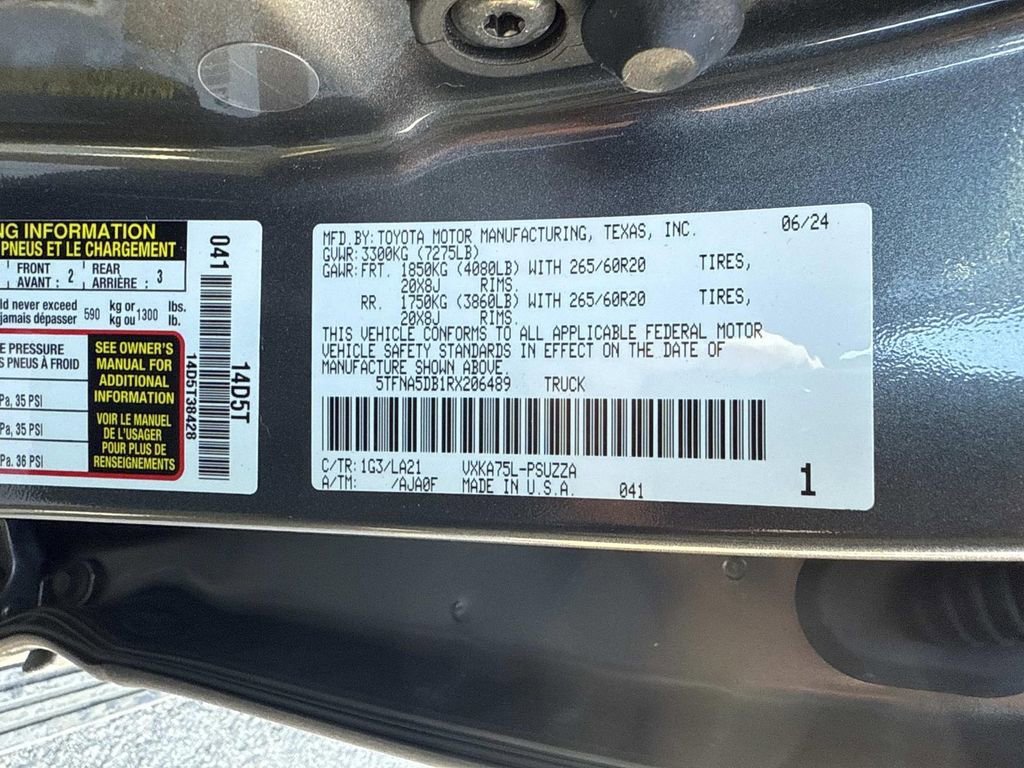 NG INFORMATION
PNEUS ET LE CHARGEMENT
FRONT
AVANT : 2
REAR
ARRIÈRE : 3
ld never exceed
jamais dépasser 590 kg or
kg ou 1300 lbs.
lb.
E PRESSURE
S PNEUS À FROID
Pa, 35 PSI
Pa, 35 PSI
Pa. 36 PSI
SEE OWNER'S
MANUAL FOR
ADDITIONAL
INFORMATION
VOIR LE MANUEL
DE L'USAGER
POUR PLUS DE
RENSEIGNEMENTS
041
14D5T38428
14D5T
06/24
MFD.BY:TOYOTA MOTOR MANUFACTURING, TEXAS, INC.
GVWR:3300KG (7275LB)
GAWR:FRT. 1850KG (4080LB) WITH 265/60R20 TIRES,
20X8J RIMS.
RR. 1750KG (3860LB) WITH 265/60R20 TIRES,
20X8J RIMS.
THIS VEHICLE CONFORMS TO ALL APPLICABLE FEDERAL MOTOR
VEHICLE SAFETY STANDARDS IN EFFECT ON THE DATE OF
MANUFACTURE SHOWN ABOVE.
5TFNA5DB1RX206489 TRUCK
C/TR:1G3/LA21 VXKA75L-PSUZZA
A/TM: /AJA0F MADE IN U.S.A. 041
1